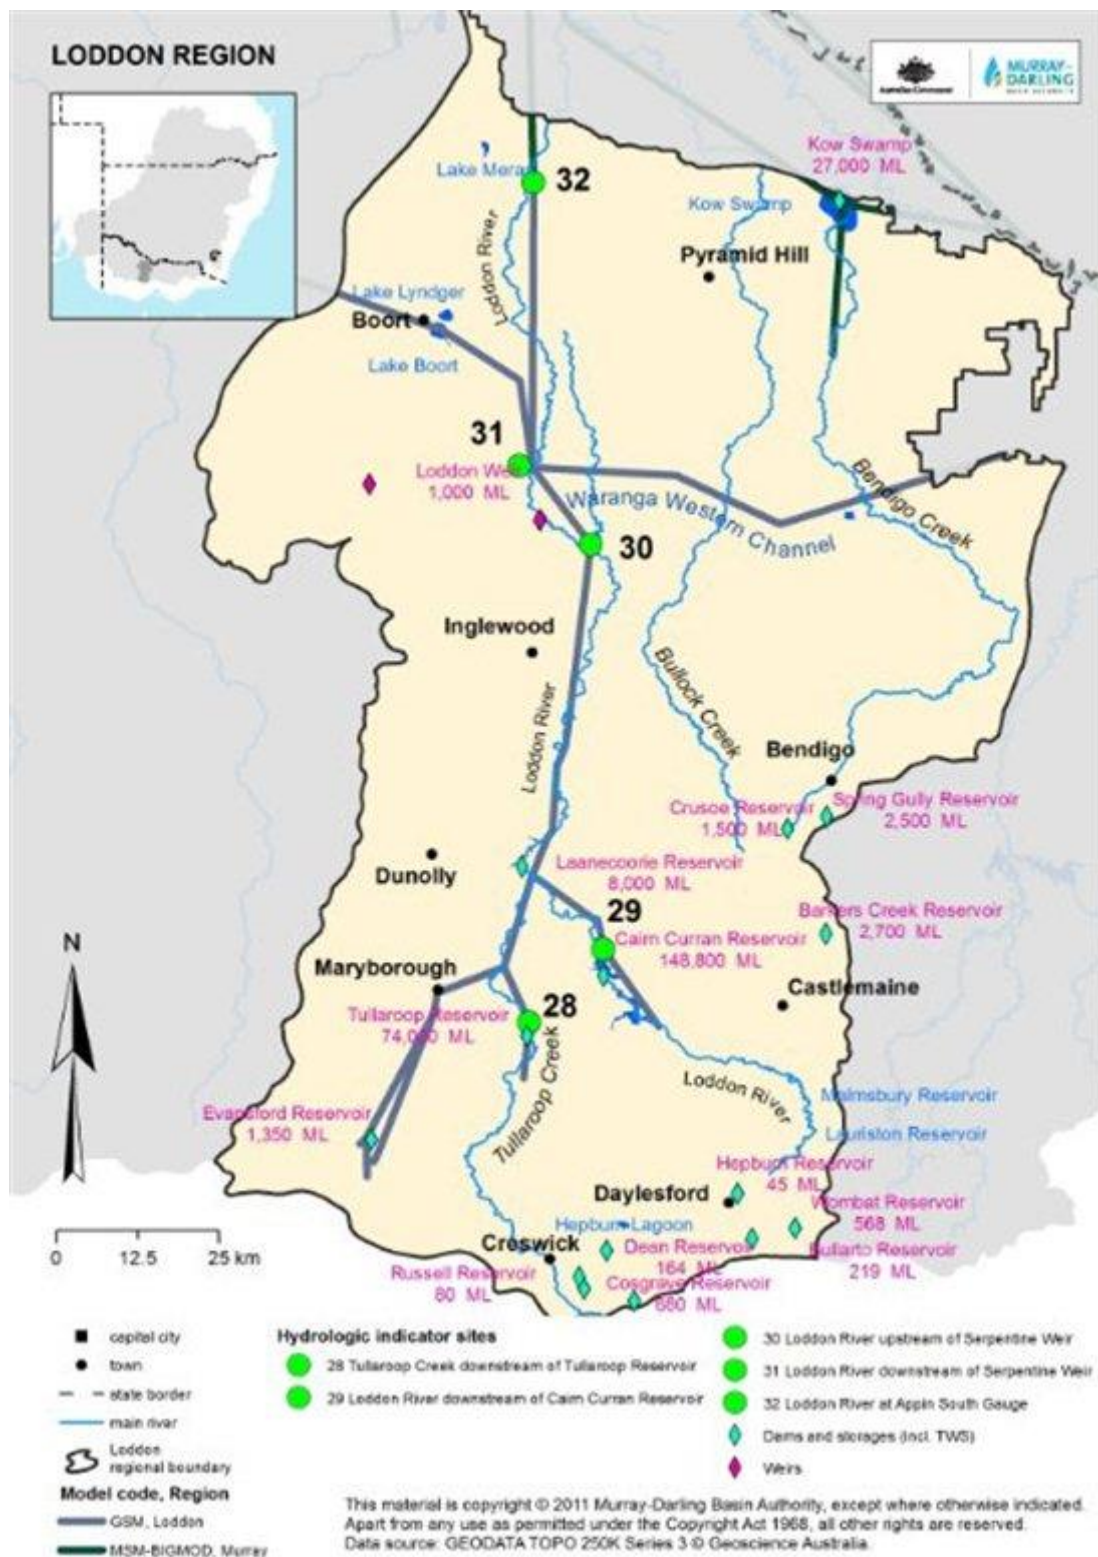 LODDON REGION
Australian Government
MURRAY-
DARLING
BASIN AUTHORITY
Kow Swamp
27,000 ML
Lake Meran
32
Kow Swamp
Loddon River
Pyramid Hill
Lake Lyndger
Boort
Lake Boort
31
Loddon Weir
1,000 ML
Waranga Western Channel
Bendigo Creek
30
Inglewood
Bullock Creek
Loddon River
Bendigo
Crusoe Reservoir
1,500 ML
Spring Gully Reservoir
2,500 ML
Dunolly
Laanecoorie Reservoir
8,000 ML
29
Barkers Creek Reservoir
2,700 ML
Cairn Curran Reservoir
148,800 ML
N
Maryborough
Castlemaine
28
Tullaroop Reservoir
74,000 ML
Tullaroop Creek
Loddon River
Malmsbury Reservoir
Evansford Reservoir
1,350 ML
Lauriston Reservoir
Hepburn Reservoir
45 ML
Daylesford
Wombat Reservoir
568 ML
Hepburn Lagoon
Creswick
Dean Reservoir
164 ML
Bullarto Reservoir
219 ML
Russell Reservoir
80 ML
Cosgrave Reservoir
680 ML
0 12.5 25 km
capital city
town
state border
main river
Loddon
regional boundary
Model code, Region
GSM, Loddon
MSM-BIGMOD, Murray
Hydrologic indicator sites
28 Tullaroop Creek downstream of Tullaroop Reservoir
29 Loddon River downstream of Cairn Curran Reservoir
30 Loddon River upstream of Serpentine Weir
31 Loddon River downstream of Serpentine Weir
32 Loddon River at Appin South Gauge
Dams and storages (incl. TWS)
Weirs
This material is copyright © 2011 Murray-Darling Basin Authority, except where otherwise indicated.
Apart from any use as permitted under the Copyright Act 1968, all other rights are reserved.
Data source: GEODATA TOPO 250K Series 3 © Geoscience Australia.